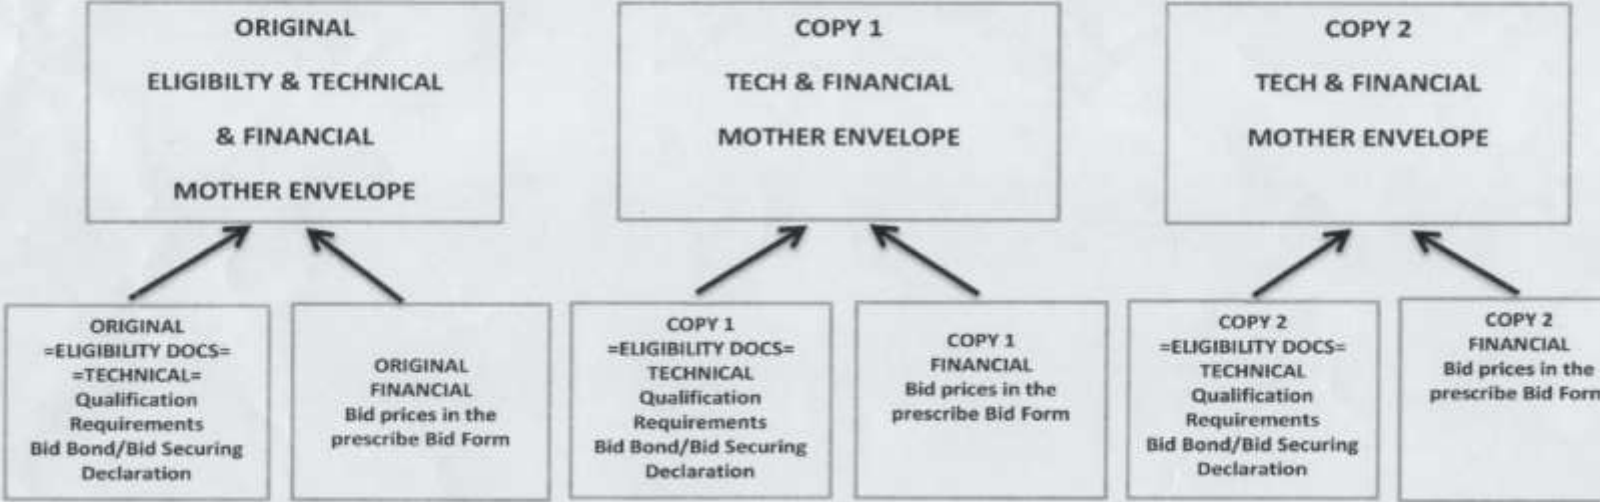 ORIGINAL
ELIGIBILTY & TECHNICAL
& FINANCIAL
MOTHER ENVELOPE
COPY 1
TECH & FINANCIAL
MOTHER ENVELOPE
COPY 2
TECH & FINANCIAL
MOTHER ENVELOPE
ORIGINAL
=ELIGIBILITY DOCS=
=TECHNICAL=
Qualification
Requirements
Bid Bond/Bid Securing
Declaration
ORIGINAL
FINANCIAL
Bid prices in the
prescribe Bid Form
COPY 1
=ELIGIBILITY DOCS=
TECHNICAL
Qualification
Requirements
Bid Bond/Bid Securing
Declaration
COPY 1
FINANCIAL
Bid prices in the
prescribe Bid Form
COPY 2
=ELIGIBILITY DOCS=
TECHNICAL
Qualification
Requirements
Bid Bond/Bid Securing
Declaration
COPY 2
FINANCIAL
Bid prices in the
prescribe Bid Form